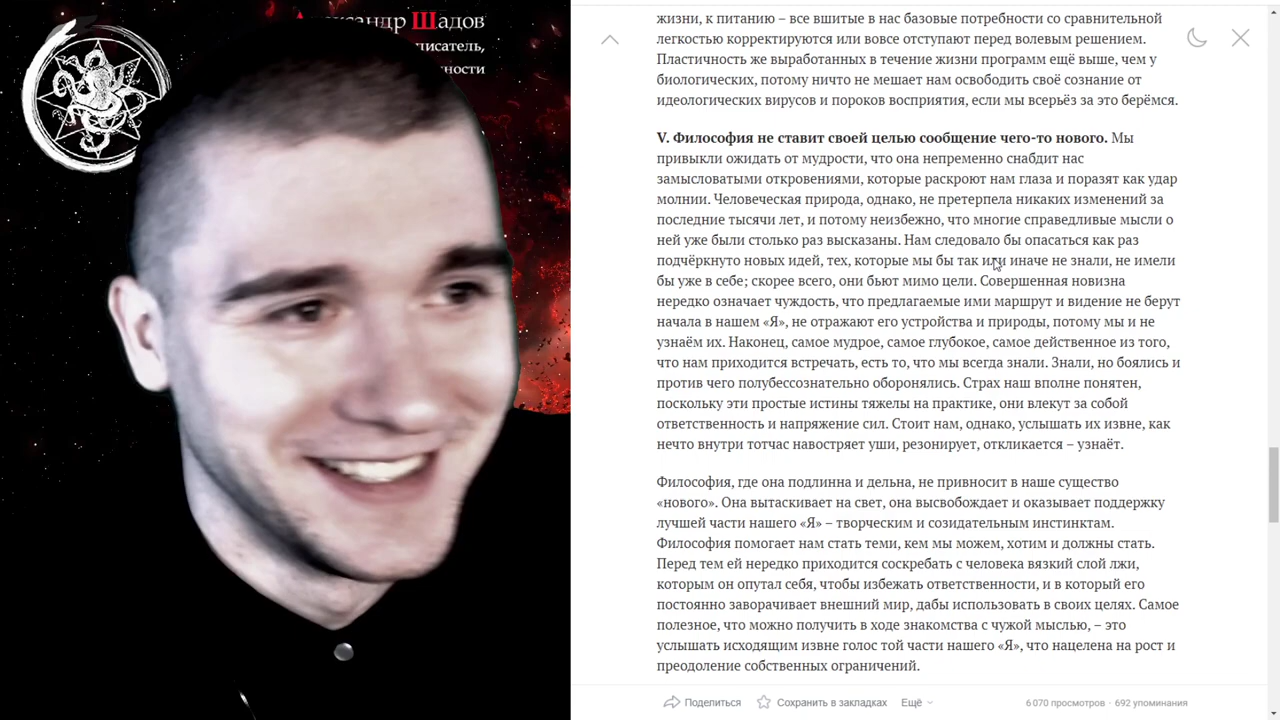 Александр Шадов
писатель,
ности
жизни, к питанию – все вшитые в нас базовые потребности со сравнительной
легкостью корректируются или вовсе отступают перед волевым решением.
Пластичность же выработанных в течение жизни программ ещё выше, чем у
биологических, потому ничто не мешает нам освободить своё сознание от
идеологических вирусов и пороков восприятия, если мы всерьёз за это берёмся.
V. Философия не ставит своей целью сообщение чего-то нового. Мы
привыкли ожидать от мудрости, что она непременно снабдит нас
замысловатыми откровениями, которые раскроют нам глаза и поразят как удар
молнии. Человеческая природа, однако, не претерпела никаких изменений за
последние тысячи лет, и потому неизбежно, что многие справедливые мысли о
ней уже были столько раз высказаны. Нам следовало бы опасаться как раз
подчёркнуто новых идей, тех, которые мы бы так или иначе не знали, не имели
бы уже в себе; скорее всего, они бьют мимо цели. Совершенная новизна
нередко означает чуждость, что предлагаемые ими маршрут и видение не берут
начала в нашем «Я», не отражают его устройства и природы, потому мы и не
узнаём их. Наконец, самое мудрое, самое глубокое, самое действенное из того,
что нам приходится встречать, есть то, что мы всегда знали. Знали, но боялись и
против чего полубессознательно оборонялись. Страх наш вполне понятен,
поскольку эти простые истины тяжелы на практике, они влекут за собой
ответственность и напряжение сил. Стоит нам, однако, услышать их извне, как
нечто внутри тотчас навостряет уши, резонирует, откликается – узнаёт.
Философия, где она подлинна и дельна, не привносит в наше существо
«нового». Она вытаскивает на свет, она высвобождает и оказывает поддержку
лучшей части нашего «Я» – творческим и созидательным инстинктам.
Философия помогает нам стать теми, кем мы можем, хотим и должны стать.
Перед тем ей нередко приходится соскребать с человека вязкий слой лжи,
которым он опутал себя, чтобы избежать ответственности, и в который его
постоянно заворачивает внешний мир, дабы использовать в своих целях. Самое
полезное, что можно получить в ходе знакомства с чужой мыслью, – это
услышать исходящим извне голос той части нашего «Я», что нацелена на рост и
преодоление собственных ограничений.
Поделиться Сохранить в закладках Ещё 6 070 просмотров · 692 упоминания